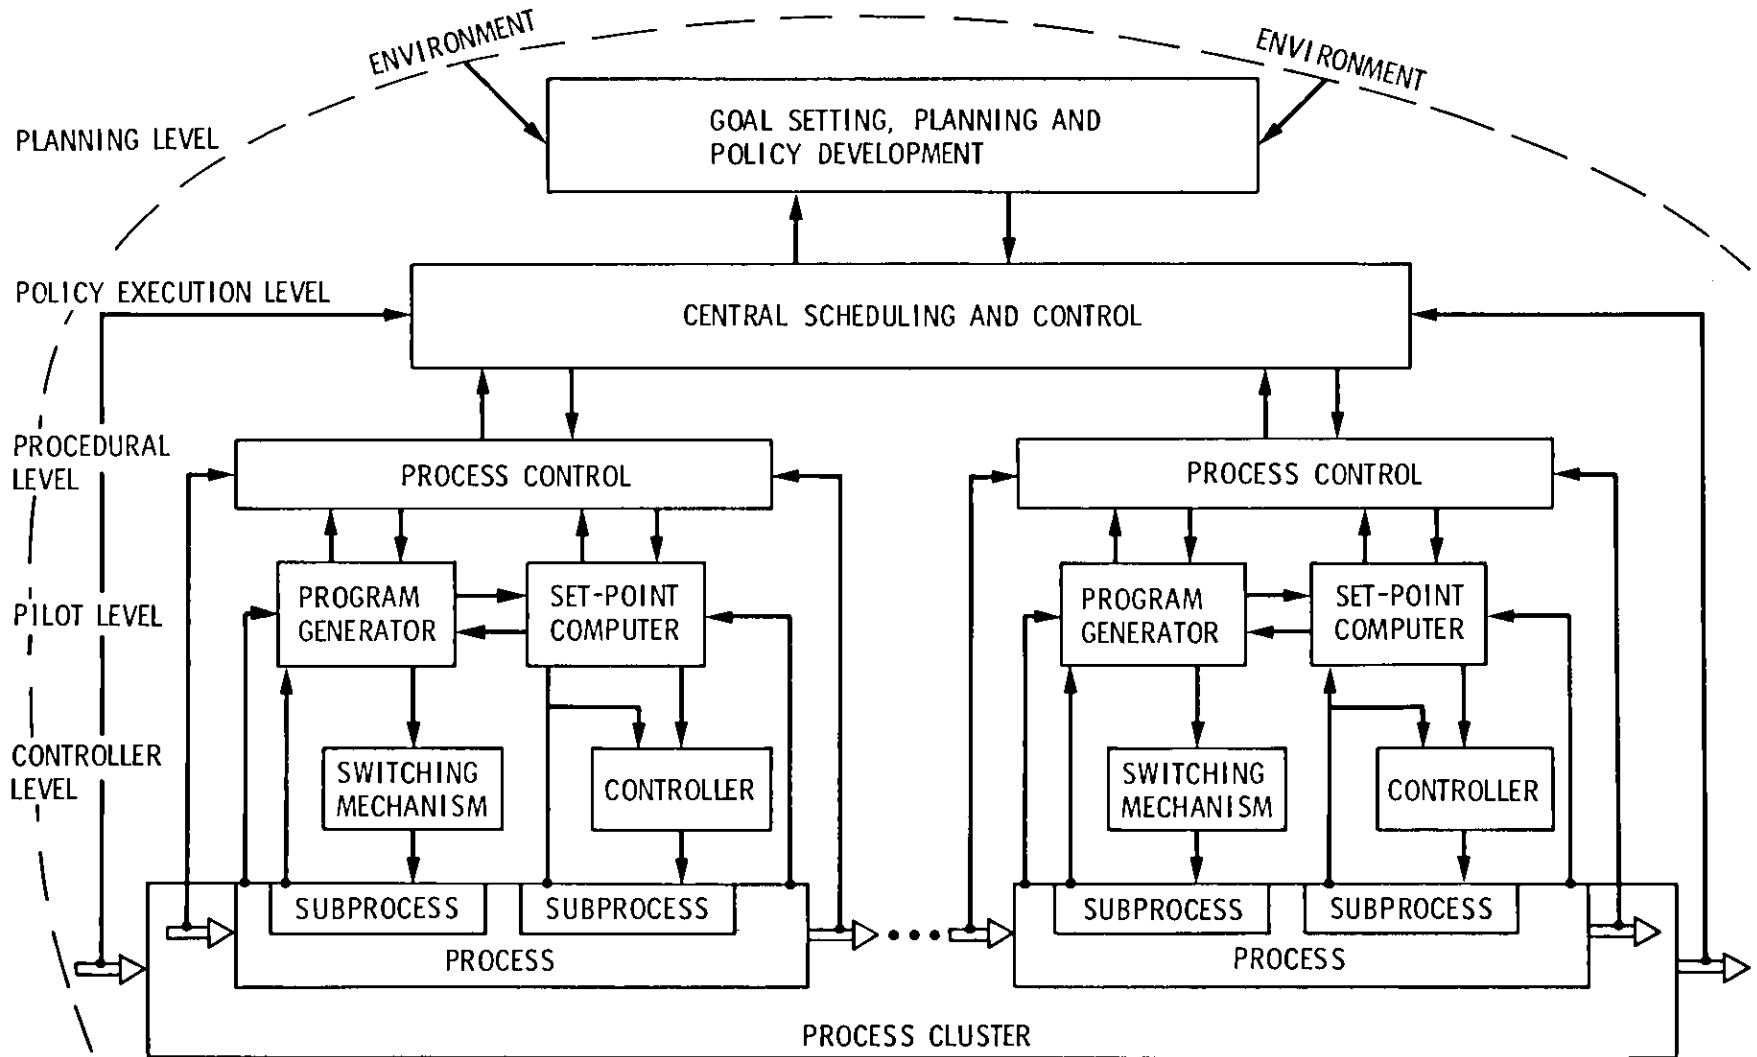 ENVIRONMENT
ENVIRONMENT
PLANNING LEVEL
GOAL SETTING, PLANNING AND
POLICY DEVELOPMENT
POLICY EXECUTION LEVEL
CENTRAL SCHEDULING AND CONTROL
PROCEDURAL
LEVEL
PROCESS CONTROL
PROCESS CONTROL
PILOT LEVEL
PROGRAM
GENERATOR
SET-POINT
COMPUTER
PROGRAM
GENERATOR
SET-POINT
COMPUTER
CONTROLLER
LEVEL
SWITCHING
MECHANISM
CONTROLLER
SWITCHING
MECHANISM
CONTROLLER
SUBPROCESS
SUBPROCESS
SUBPROCESS
SUBPROCESS
PROCESS
PROCESS
PROCESS CLUSTER